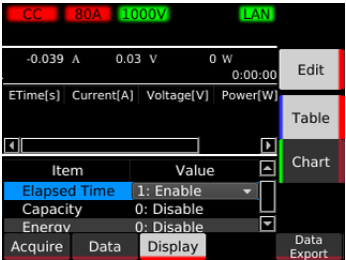 CC 80A 1000V LAN
-0.039 A 0.03 V 0 W
0:00:00
Edit
ETime[s] Current[A] Voltage[V] Power[W]
Table
Chart
Item Value
Elapsed Time 1: Enable
Capacity 0: Disable
Energy 0: Disable
Acquire Data Display Data Export